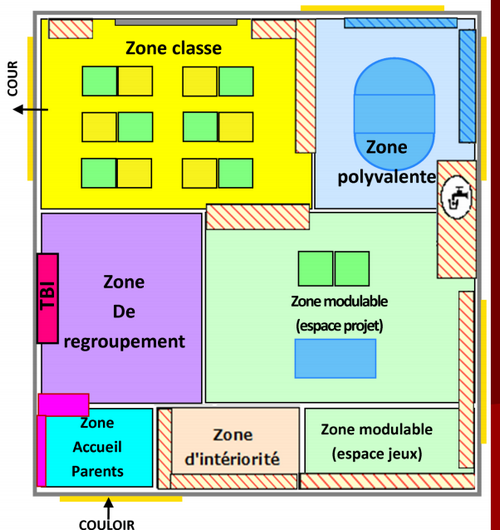 Zone classe
COUR
Zone
polyvalente
TBI
Zone
De
regroupement
Zone modulable
(espace projet)
Zone
Accueil
Parents
Zone
d'intériorité
Zone modulable
(espace jeux)
COULOIR